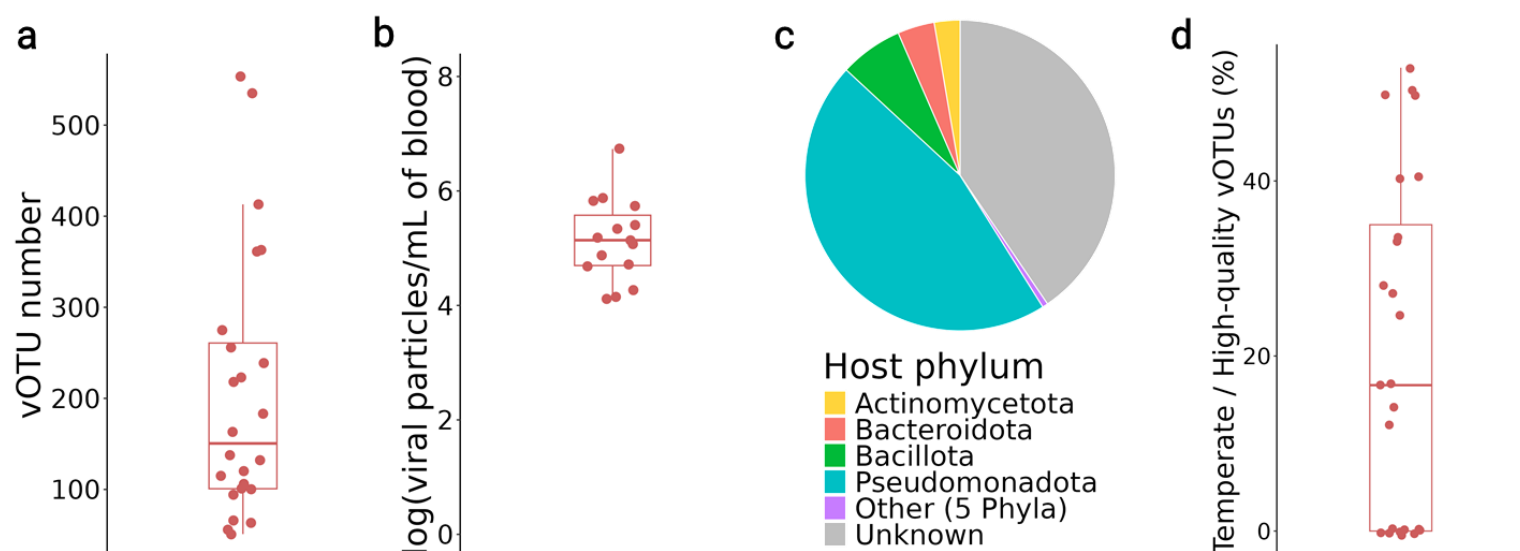 a
vOTU number
500
400
300
200
100
b
log(viral particles/mL of blood)
8
6
4
2
0
c
Host phylum
Actinomycetota
Bacteroidota
Bacillota
Pseudomonadota
Other (5 Phyla)
Unknown
d
Temperate / High-quality vOTUs (%)
40
20
0